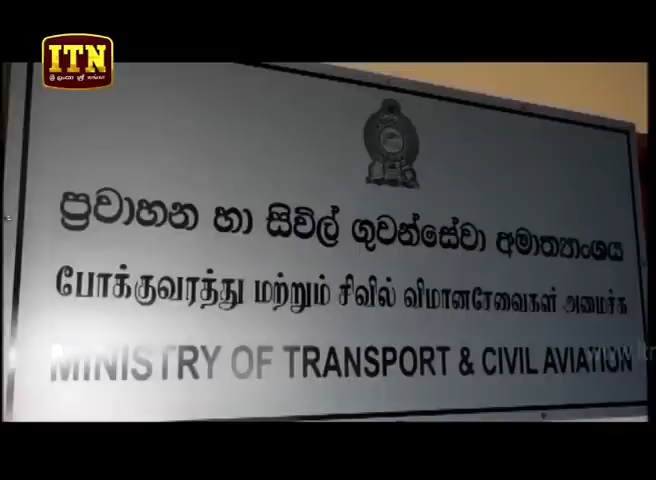 ITN
ප්‍රවාහන හා සිවිල් ගුවන්සේවා අමාත්‍යාංශය
போக்குவரத்து மற்றும் சிவில் விமானசேவைகள் அமைச்சு
MINISTRY OF TRANSPORT & CIVIL AVIATION